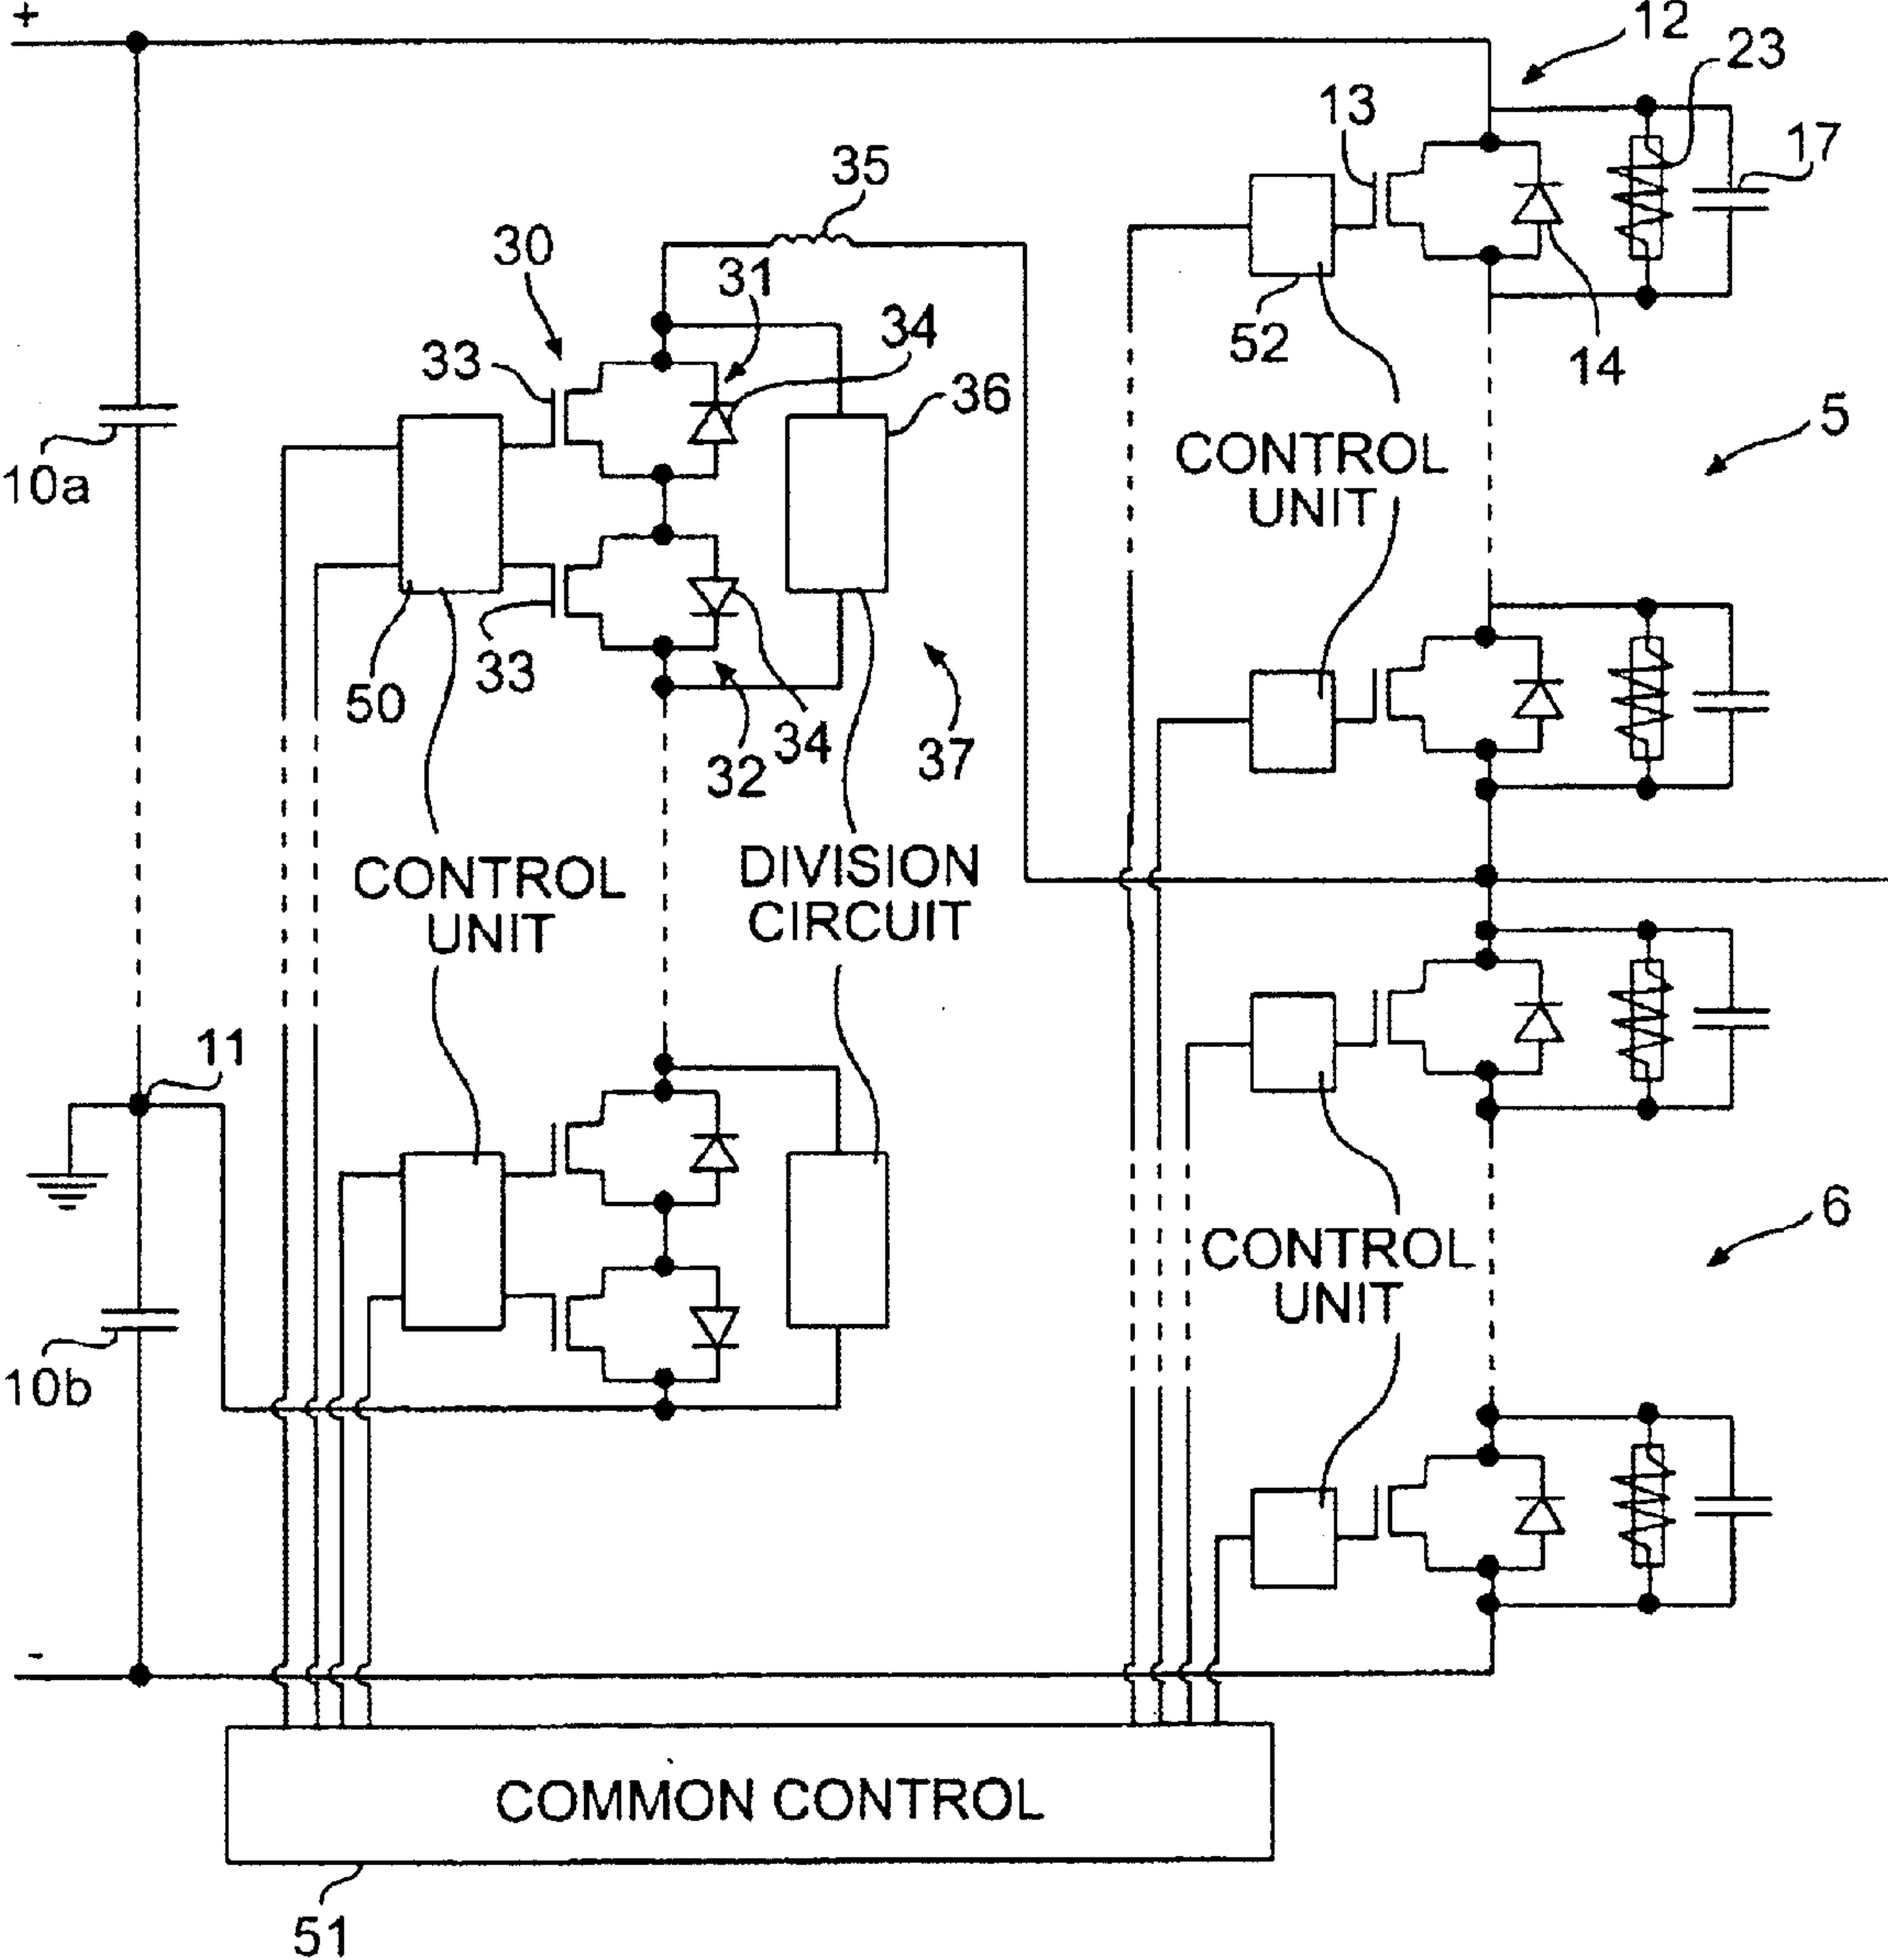 +
12
23
13
17
35
30
31
52
34
33
14
36
5
10a
CONTROL
UNIT
33
50
34
32
37
CONTROL
UNIT
DIVISION
CIRCUIT
11
6
CONTROL
UNIT
10b
-
COMMON CONTROL
51